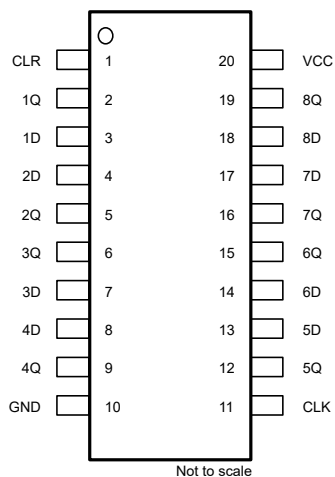 CLR 1 20 VCC
1Q 2 19 8Q
1D 3 18 8D
2D 4 17 7D
2Q 5 16 7Q
3Q 6 15 6Q
3D 7 14 6D
4D 8 13 5D
4Q 9 12 5Q
GND 10 11 CLK
Not to scale